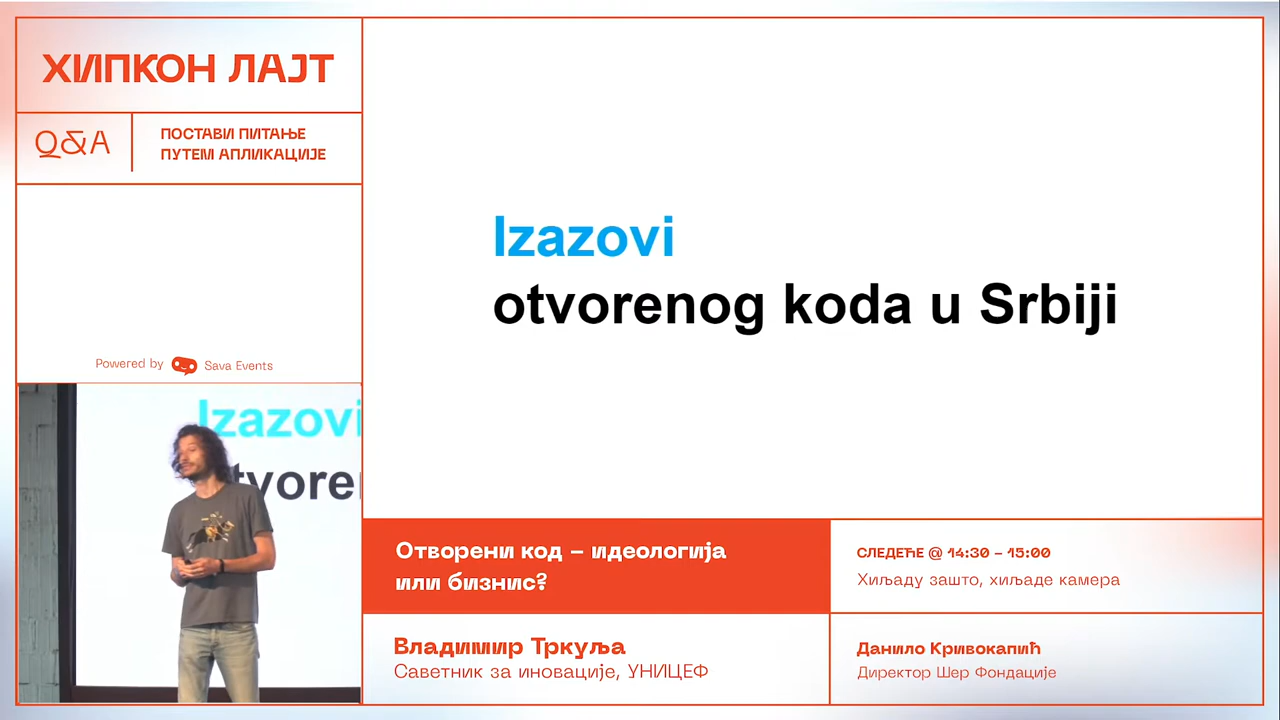 ХИПКОН ЛАЈТ
Q&A
ПОСТАВИ ПИТАЊЕ
ПУТЕМ АПЛИКАЦИЈЕ
Powered by Sava Events
Izazovi
otvorenog koda u Srbiji
Izazovi
tvore
Отворени код – идеологија
или бизнис?
Владимир Тркуља
Саветник за иновације, УНИЦЕФ
СЛЕДЕЋЕ @ 14:30 – 15:00
Хиљаду зашто, хиљаде камера
Данило Кривокапић
Директор Шер Фондације